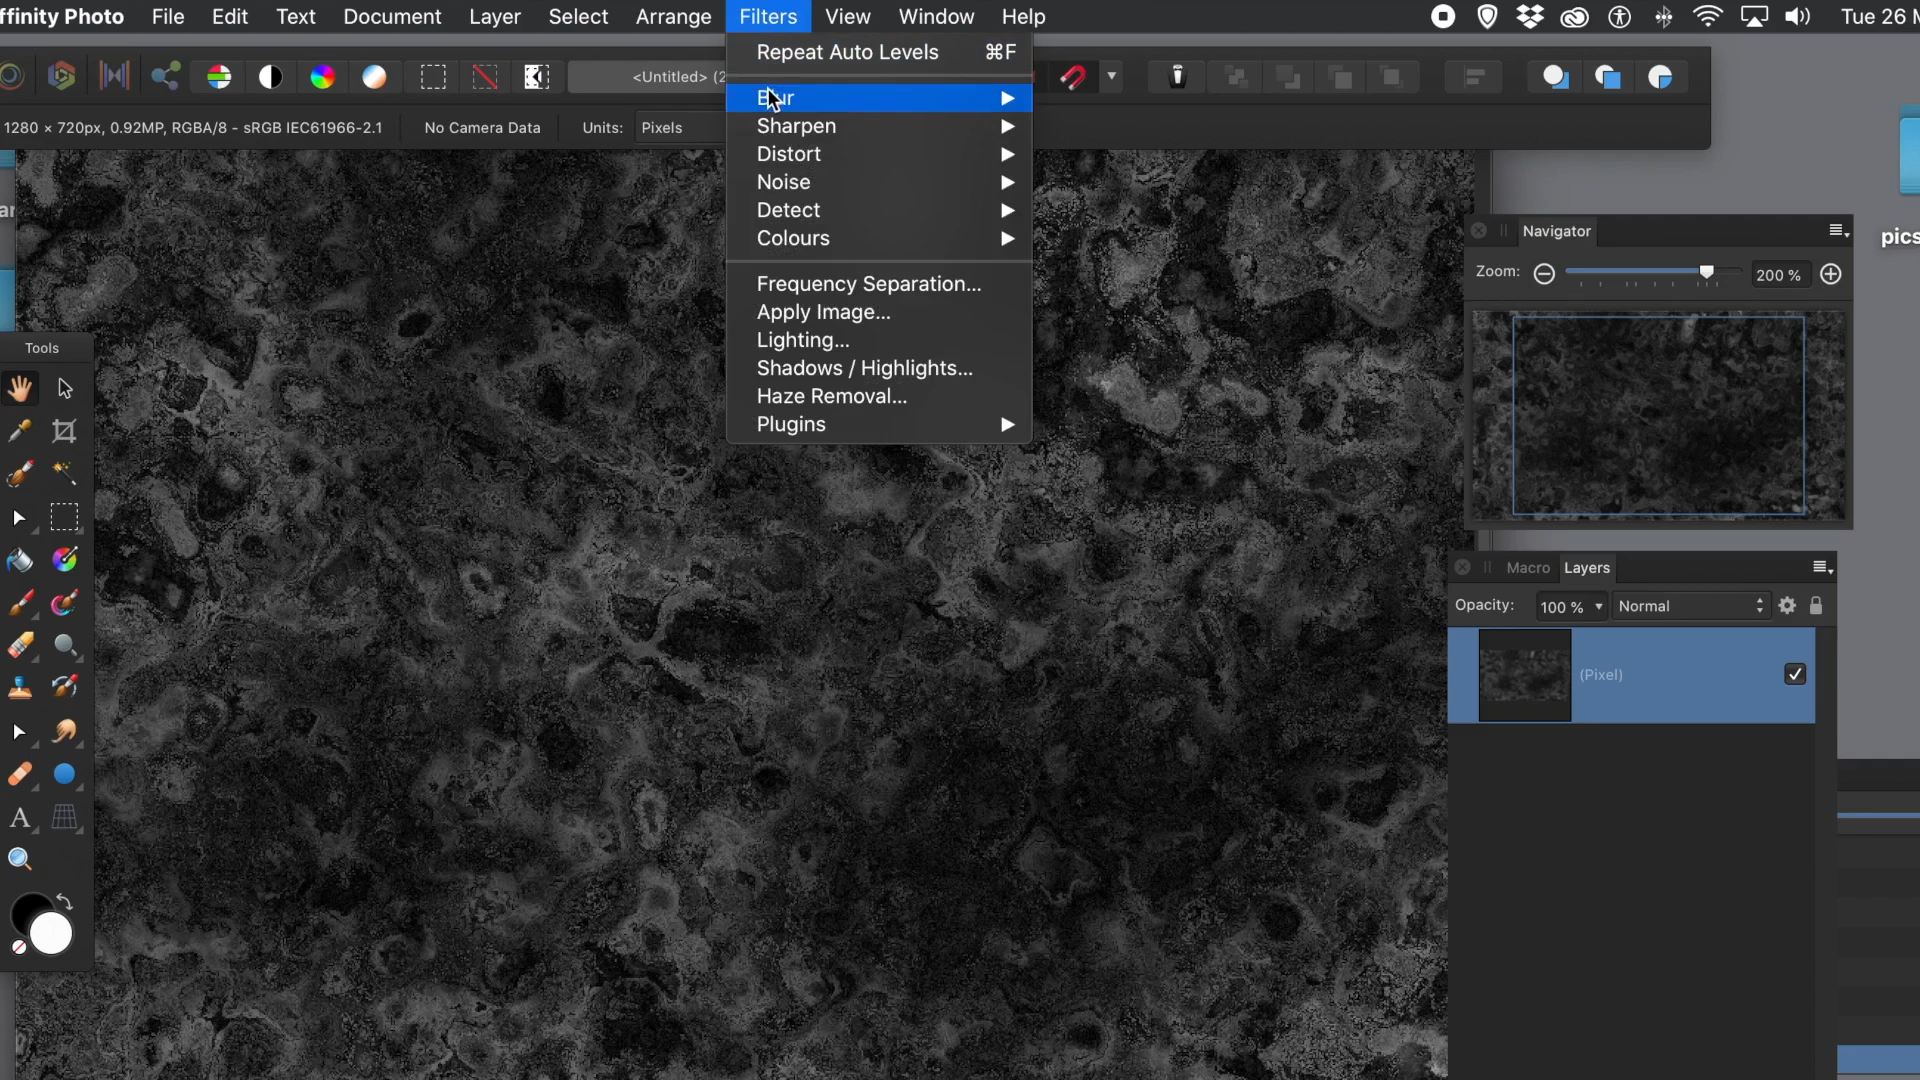 ffinity Photo File Edit Text Document Layer Select Arrange Filters View Window Help Tue 26
Repeat Auto Levels ⌘F
<Untitled> (2
Blur
1280 × 720px, 0.92MP, RGBA/8 - sRGB IEC61966-2.1 No Camera Data Units: Pixels
Sharpen
Distort
Noise
Detect
Colours
Frequency Separation...
Apply Image...
Lighting...
Shadows / Highlights...
Haze Removal...
Plugins
ar
pics
Navigator
Zoom: 200 %
Tools
Macro Layers
Opacity: 100 % Normal
(Pixel)
A